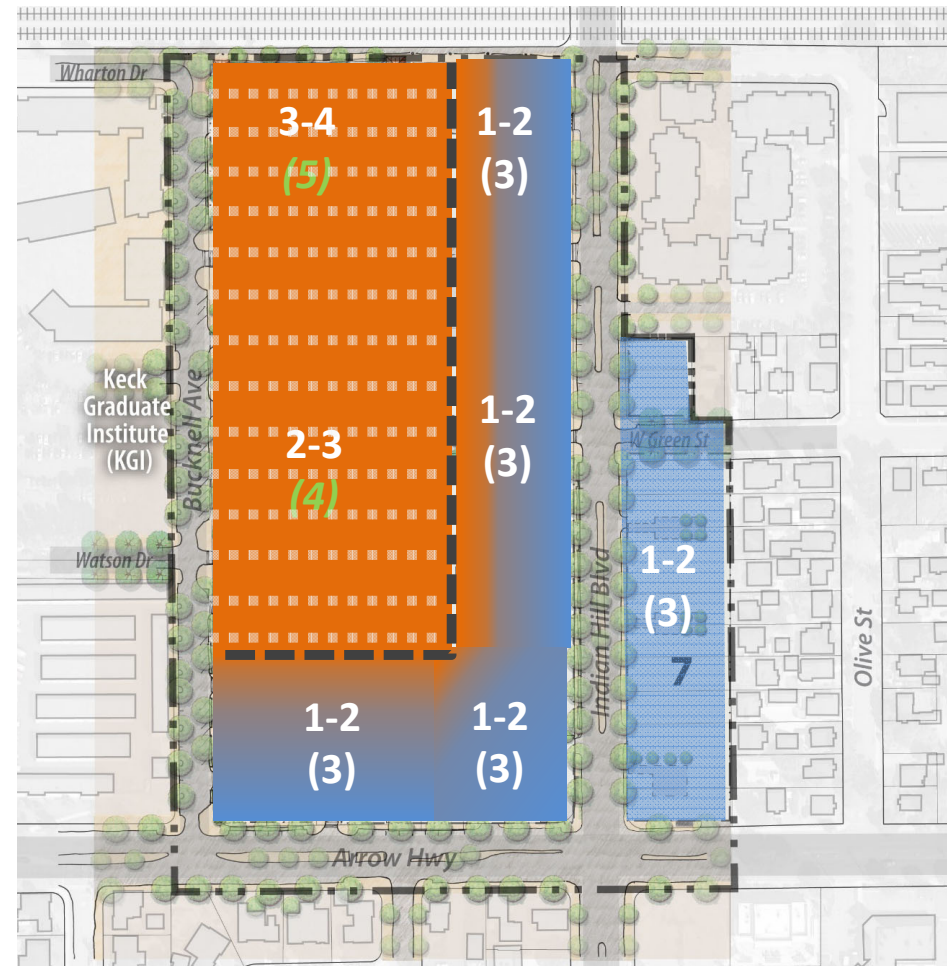 Wharton Dr
3-4
(5)
1-2
(3)
Keck
Graduate
Institute
(KGI)
Bucknell Ave
2-3
(4)
1-2
(3)
W Green St
Watson Dr
1-2
(3)
7
Indian Hill Blvd
Olive St
1-2
(3)
1-2
(3)
Arrow Hwy